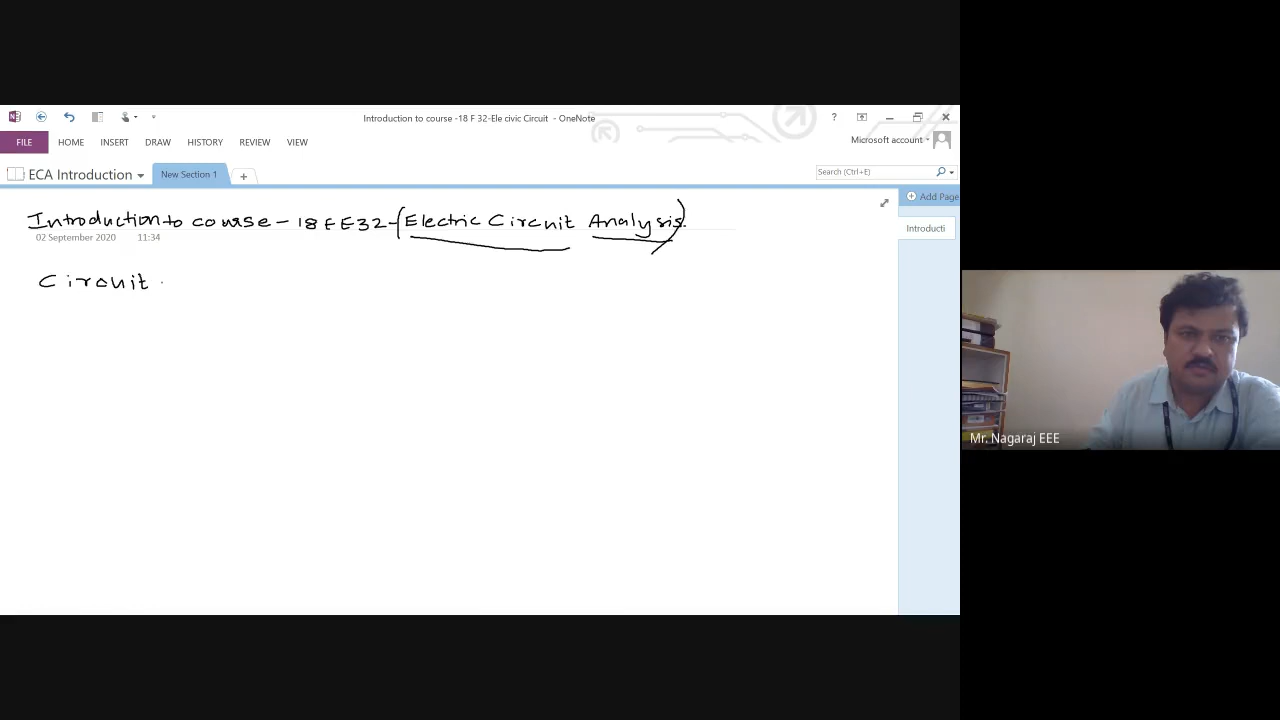 Introduction to course -18 F 32-Ele civic Circuit - OneNote
?
FILE HOME INSERT DRAW HISTORY REVIEW VIEW
Microsoft account
ECA Introduction New Section 1 +
Search (Ctrl+E)
Add Page
Introduction to course - 18EE32-(Electric Circuit Analysis)
Introducti
02 September 2020 11:34
Circuit
Mr. Nagaraj EEE